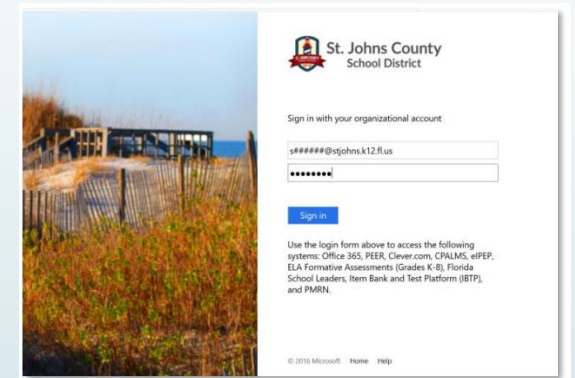 St. Johns County
School District
Sign in with your organizational account
s######@stjohns.k12.fl.us
••••••••
Sign in
Use the login form above to access the following
systems: Office 365, PEER, Clever.com, CPALMS, eIPEP,
ELA Formative Assessments (Grades K-8), Florida
School Leaders, Item Bank and Test Platform (IBTP),
and PMRN.
© 2016 Microsoft Home Help